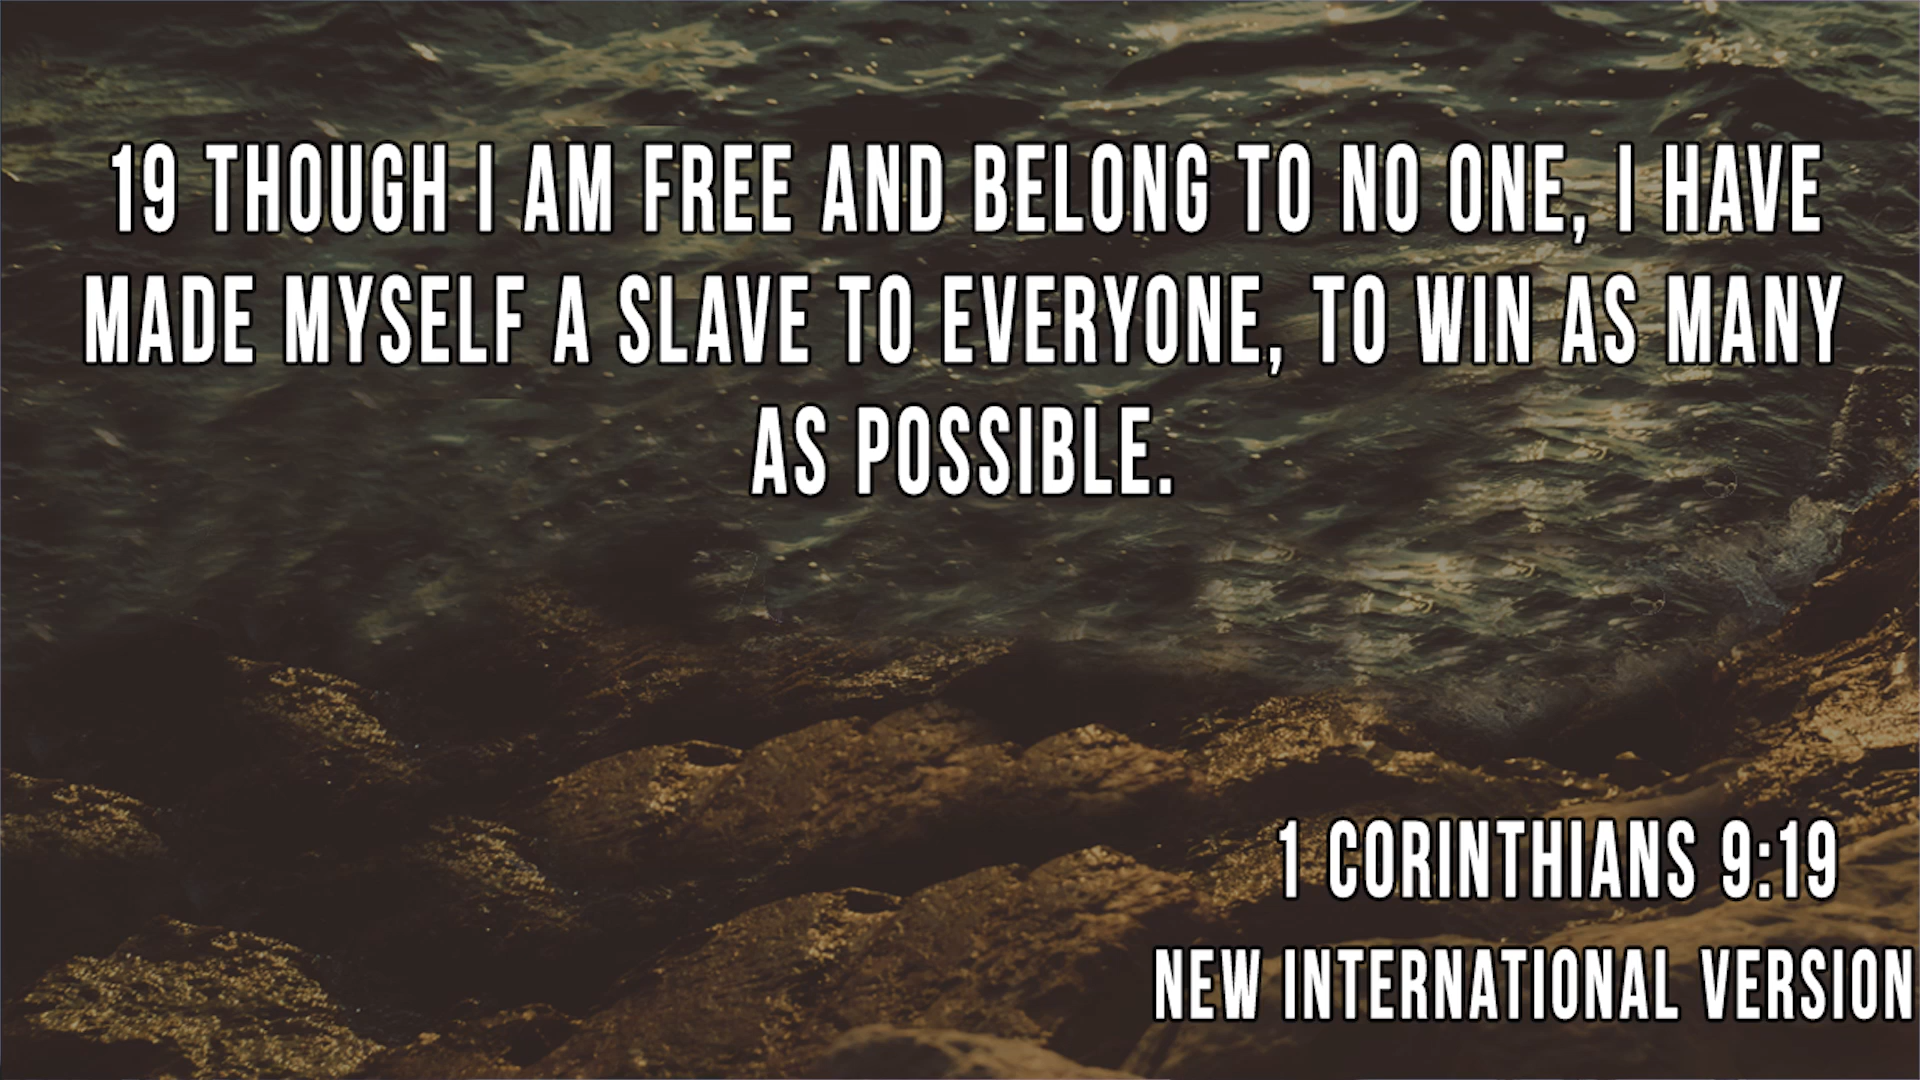 19 THOUGH I AM FREE AND BELONG TO NO ONE, I HAVE
MADE MYSELF A SLAVE TO EVERYONE, TO WIN AS MANY
AS POSSIBLE.
1 CORINTHIANS 9:19
NEW INTERNATIONAL VERSION